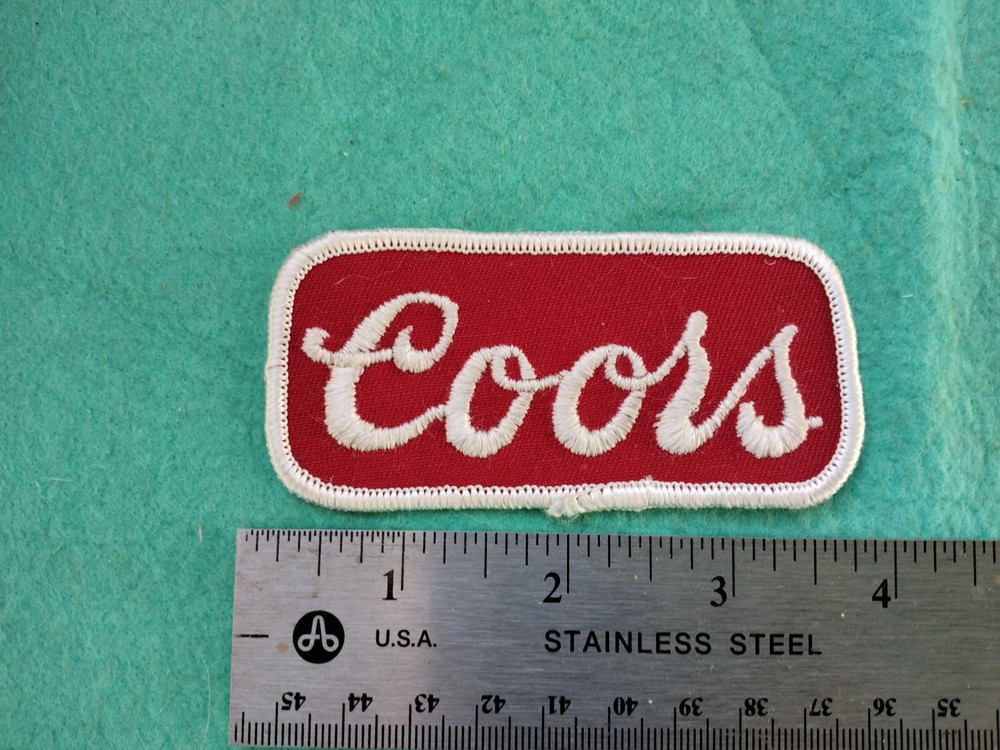 Coors
1 2 3 4
U.S.A. STAINLESS STEEL
45 44 43 42 41 40 39 38 37 36 35